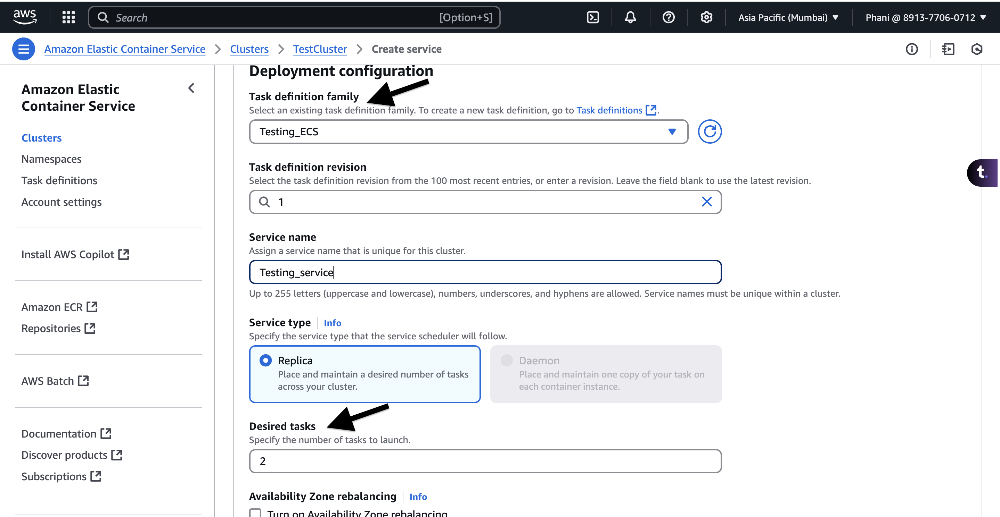 aws
Search
[Option+S]
Asia Pacific (Mumbai)
Phani @ 8913-7706-0712
Amazon Elastic Container Service
Clusters
TestCluster
Create service
Amazon Elastic
Container Service
Clusters
Namespaces
Task definitions
Account settings
Install AWS Copilot
Amazon ECR
Repositories
AWS Batch
Documentation
Discover products
Subscriptions
Deployment configuration
Task definition family
Select an existing task definition family. To create a new task definition, go to Task definitions.
Testing_ECS
Task definition revision
Select the task definition revision from the 100 most recent entries, or enter a revision. Leave the field blank to use the latest revision.
1
Service name
Assign a service name that is unique for this cluster.
Testing_service
Up to 255 letters (uppercase and lowercase), numbers, underscores, and hyphens are allowed. Service names must be unique within a cluster.
Service type Info
Specify the service type that the service scheduler will follow.
Replica
Place and maintain a desired number of tasks
across your cluster.
Daemon
Place and maintain one copy of your task on
each container instance.
Desired tasks
Specify the number of tasks to launch.
2
Availability Zone rebalancing Info
Turn on Availability Zone rebalancing
t.